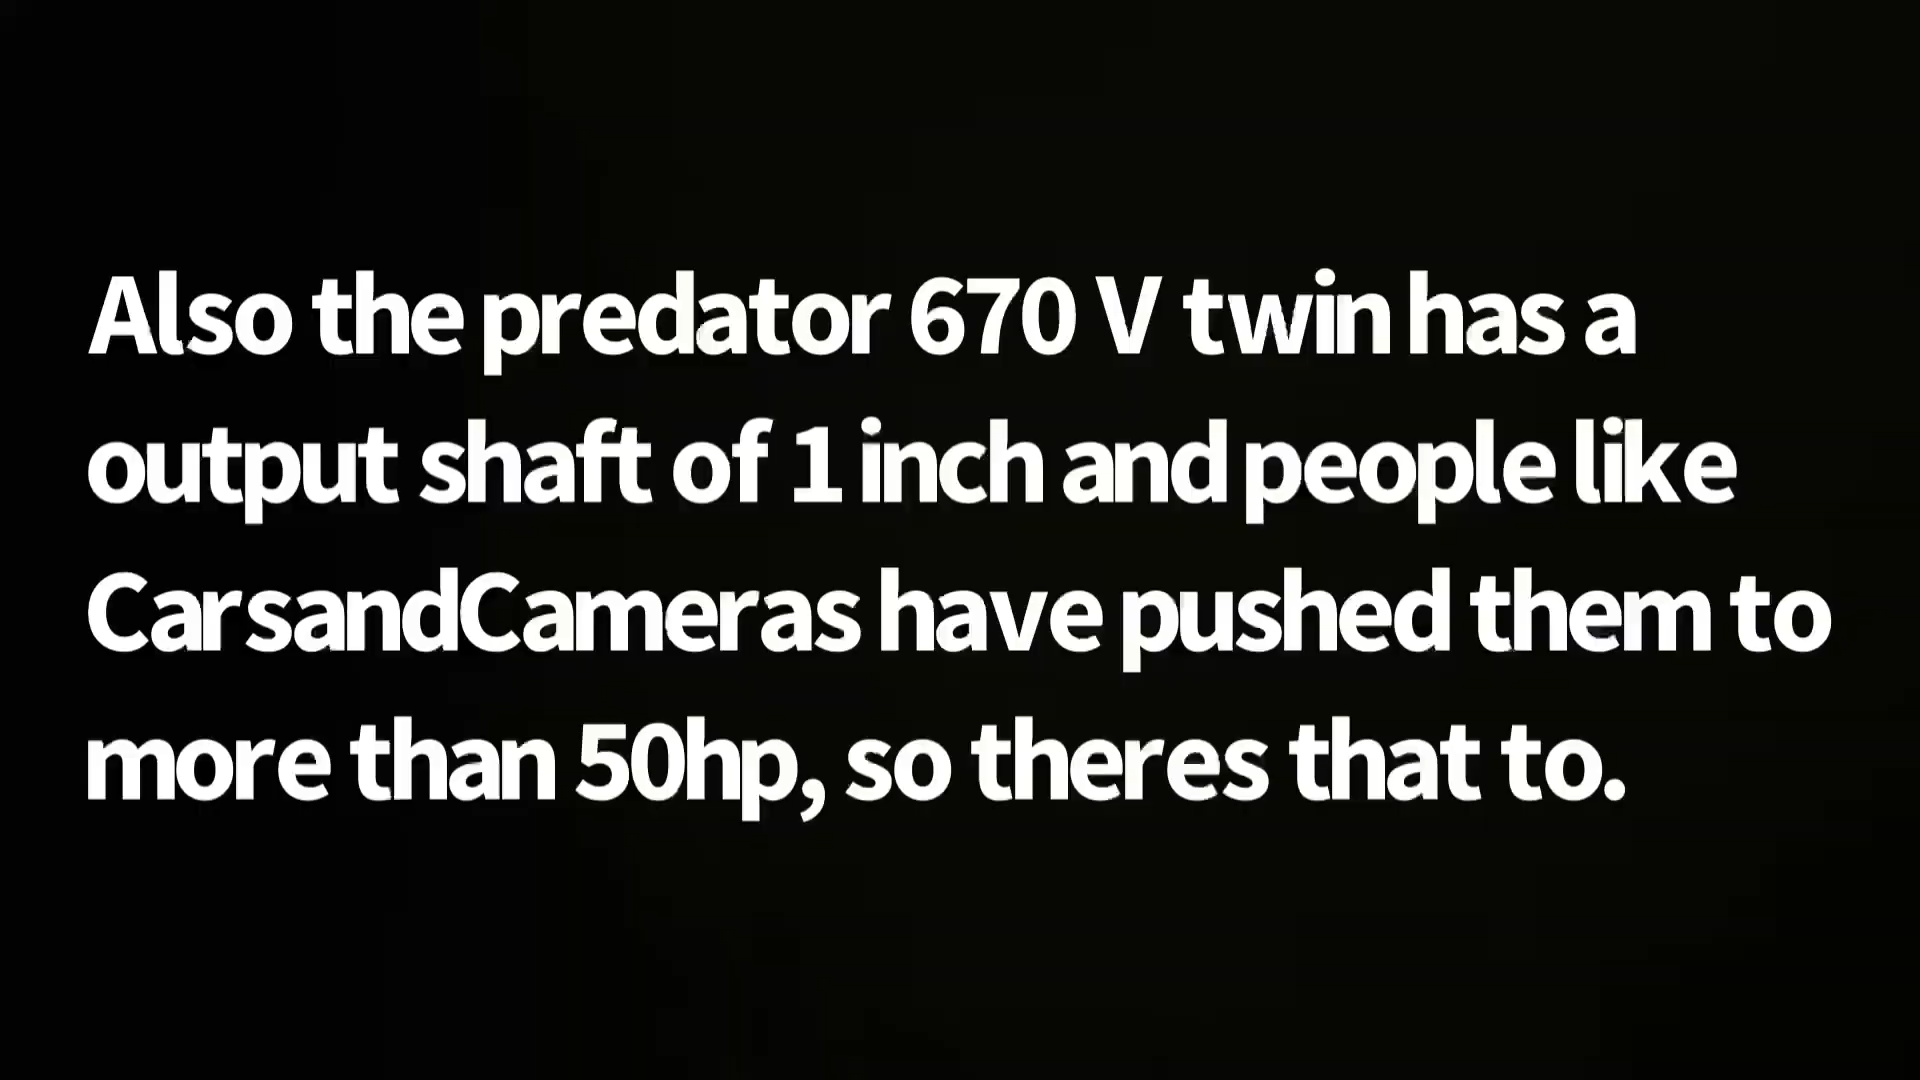 Also the predator 670 V twin has a
output shaft of 1 inch and people like
CarsandCameras have pushed them to
more than 50hp, so theres that to.